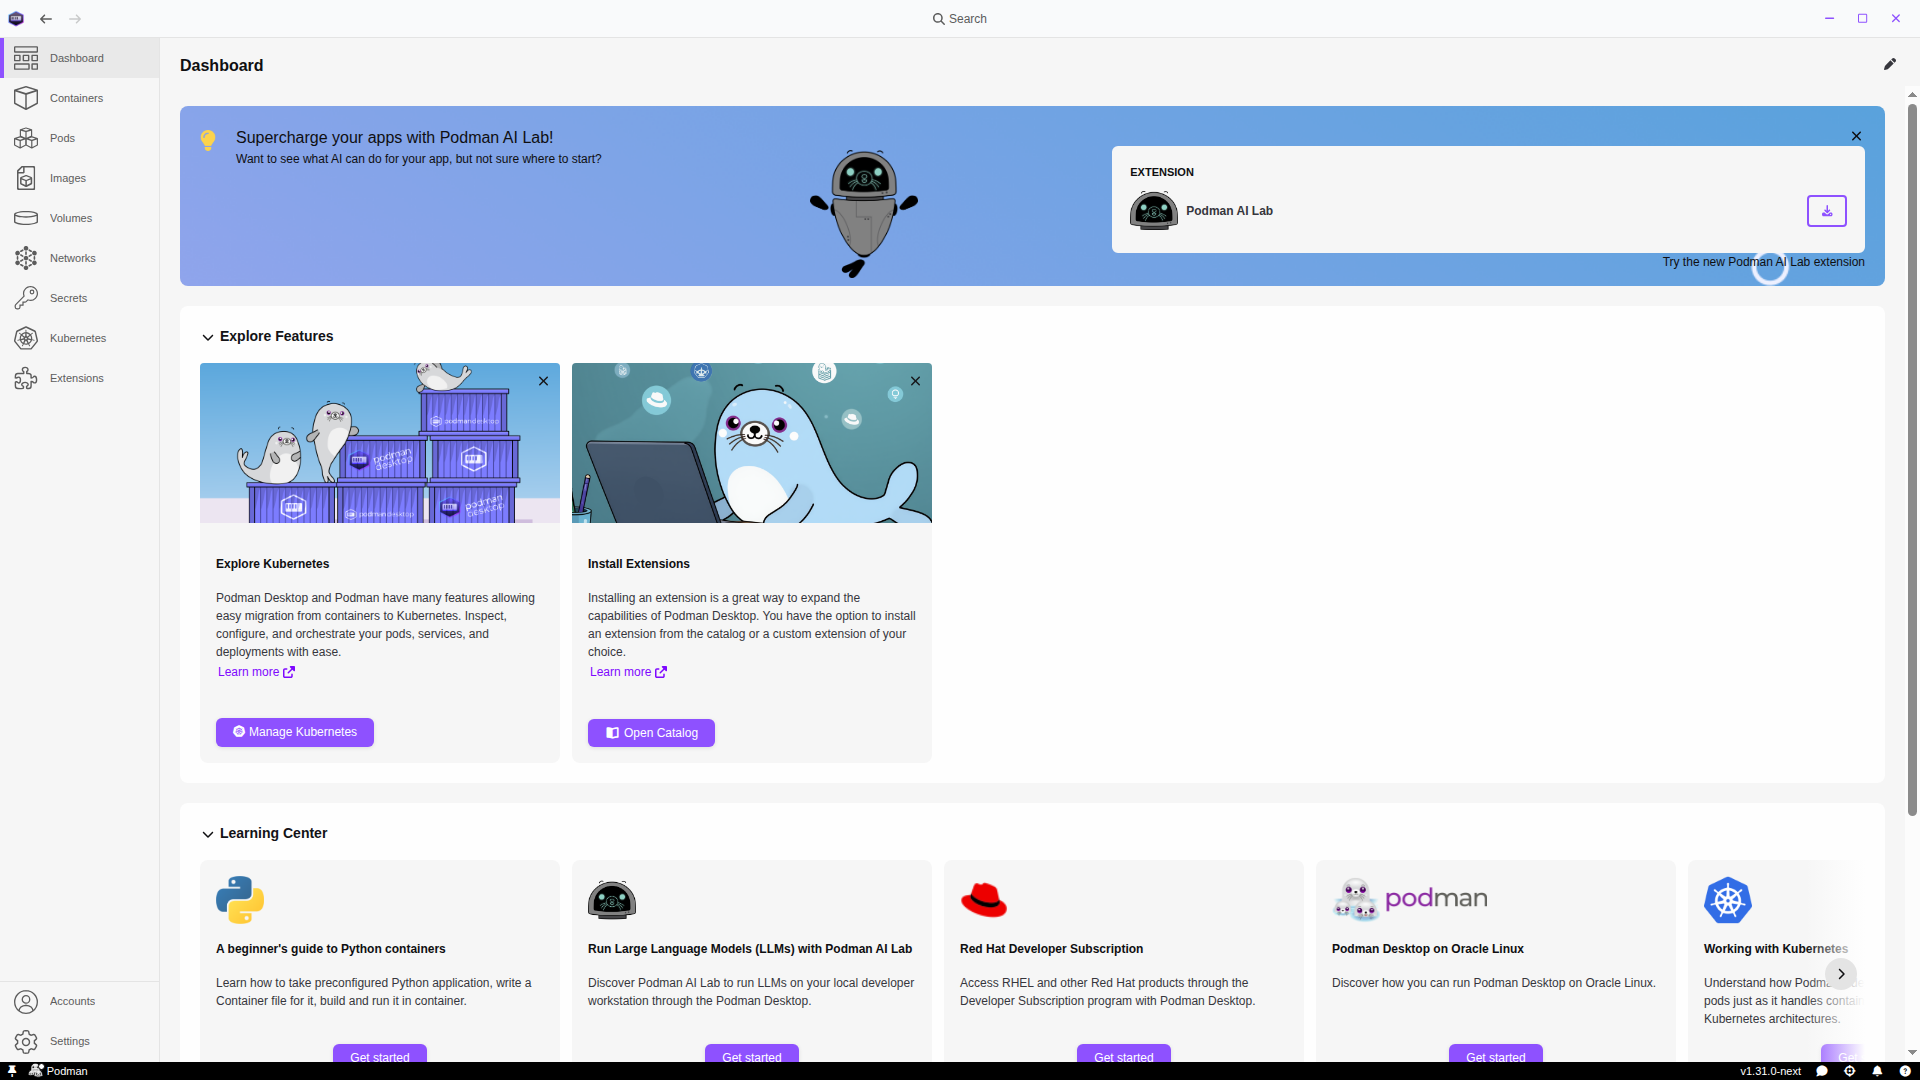 Search
Dashboard
Containers
Pods
Images
Volumes
Networks
Secrets
Kubernetes
Extensions
Accounts
Settings
Dashboard
Supercharge your apps with Podman AI Lab!
Want to see what AI can do for your app, but not sure where to start?
EXTENSION
Podman AI Lab
Try the new Podman AI Lab extension
Explore Features
podman desktop
podman
desktop
podman desktop
podman
desktop
Explore Kubernetes
Podman Desktop and Podman have many features allowing
easy migration from containers to Kubernetes. Inspect,
configure, and orchestrate your pods, services, and
deployments with ease.
Learn more
Manage Kubernetes
Install Extensions
Installing an extension is a great way to expand the
capabilities of Podman Desktop. You have the option to install
an extension from the catalog or a custom extension of your
choice.
Learn more
Open Catalog
Learning Center
A beginner's guide to Python containers
Learn how to take preconfigured Python application, write a
Container file for it, build and run it in container.
Get started
Run Large Language Models (LLMs) with Podman AI Lab
Discover Podman AI Lab to run LLMs on your local developer
workstation through the Podman Desktop.
Get started
Red Hat Developer Subscription
Access RHEL and other Red Hat products through the
Developer Subscription program with Podman Desktop.
Get started
podman
Podman Desktop on Oracle Linux
Discover how you can run Podman Desktop on Oracle Linux.
Get started
Working with Kubernetes
Understand how Podma
pods just as it handles contai
Kubernetes architectures.
Get
Podman
v1.31.0-next